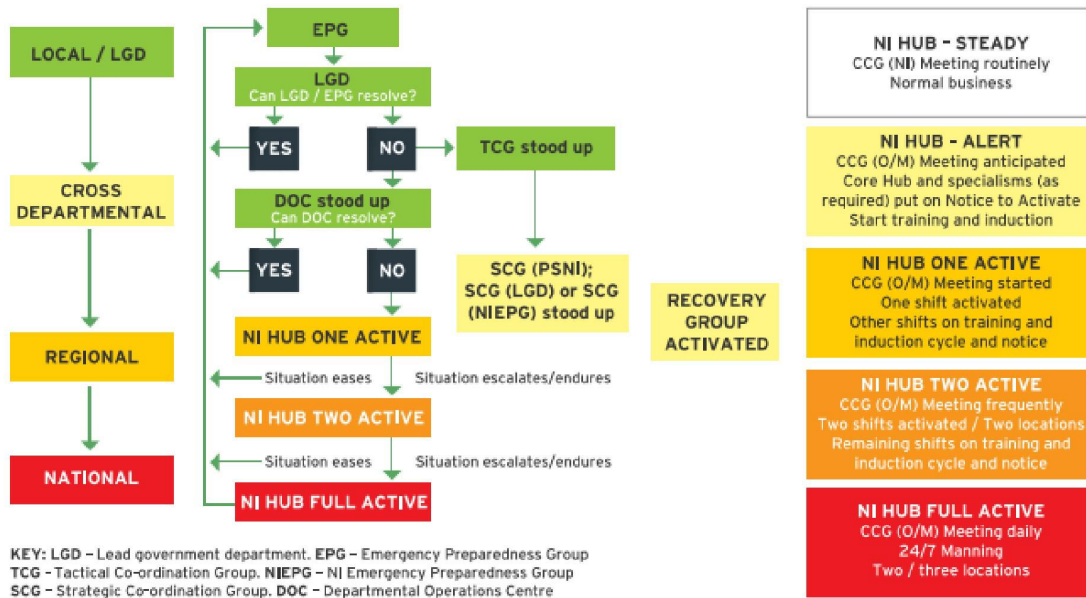 LOCAL / LGD
CROSS
DEPARTMENTAL
REGIONAL
NATIONAL
EPG
LGD
Can LGD / EPG resolve?
YES
NO
TCG stood up
DOC stood up
Can DOC resolve?
YES
NO
SCG (PSNI);
SCG (LGD) or SCG
(NIEPG) stood up
RECOVERY
GROUP
ACTIVATED
NI HUB ONE ACTIVE
Situation eases
Situation escalates/endures
NI HUB TWO ACTIVE
Situation eases
Situation escalates/endures
NI HUB FULL ACTIVE
NI HUB – STEADY
CCG (NI) Meeting routinely
Normal business
NI HUB – ALERT
CCG (O/M) Meeting anticipated
Core Hub and specialisms (as
required) put on Notice to Activate
Start training and induction
NI HUB ONE ACTIVE
CCG (O/M) Meeting started
One shift activated
Other shifts on training and
induction cycle and notice
NI HUB TWO ACTIVE
CCG (O/M) Meeting frequently
Two shifts activated / Two locations
Remaining shifts on training and
induction cycle and notice
NI HUB FULL ACTIVE
CCG (O/M) Meeting daily
24/7 Manning
Two / three locations
KEY: LGD – Lead government department. EPG – Emergency Preparedness Group
TCG – Tactical Co-ordination Group. NIEPG – NI Emergency Preparedness Group
SCG – Strategic Co-ordination Group. DOC – Departmental Operations Centre